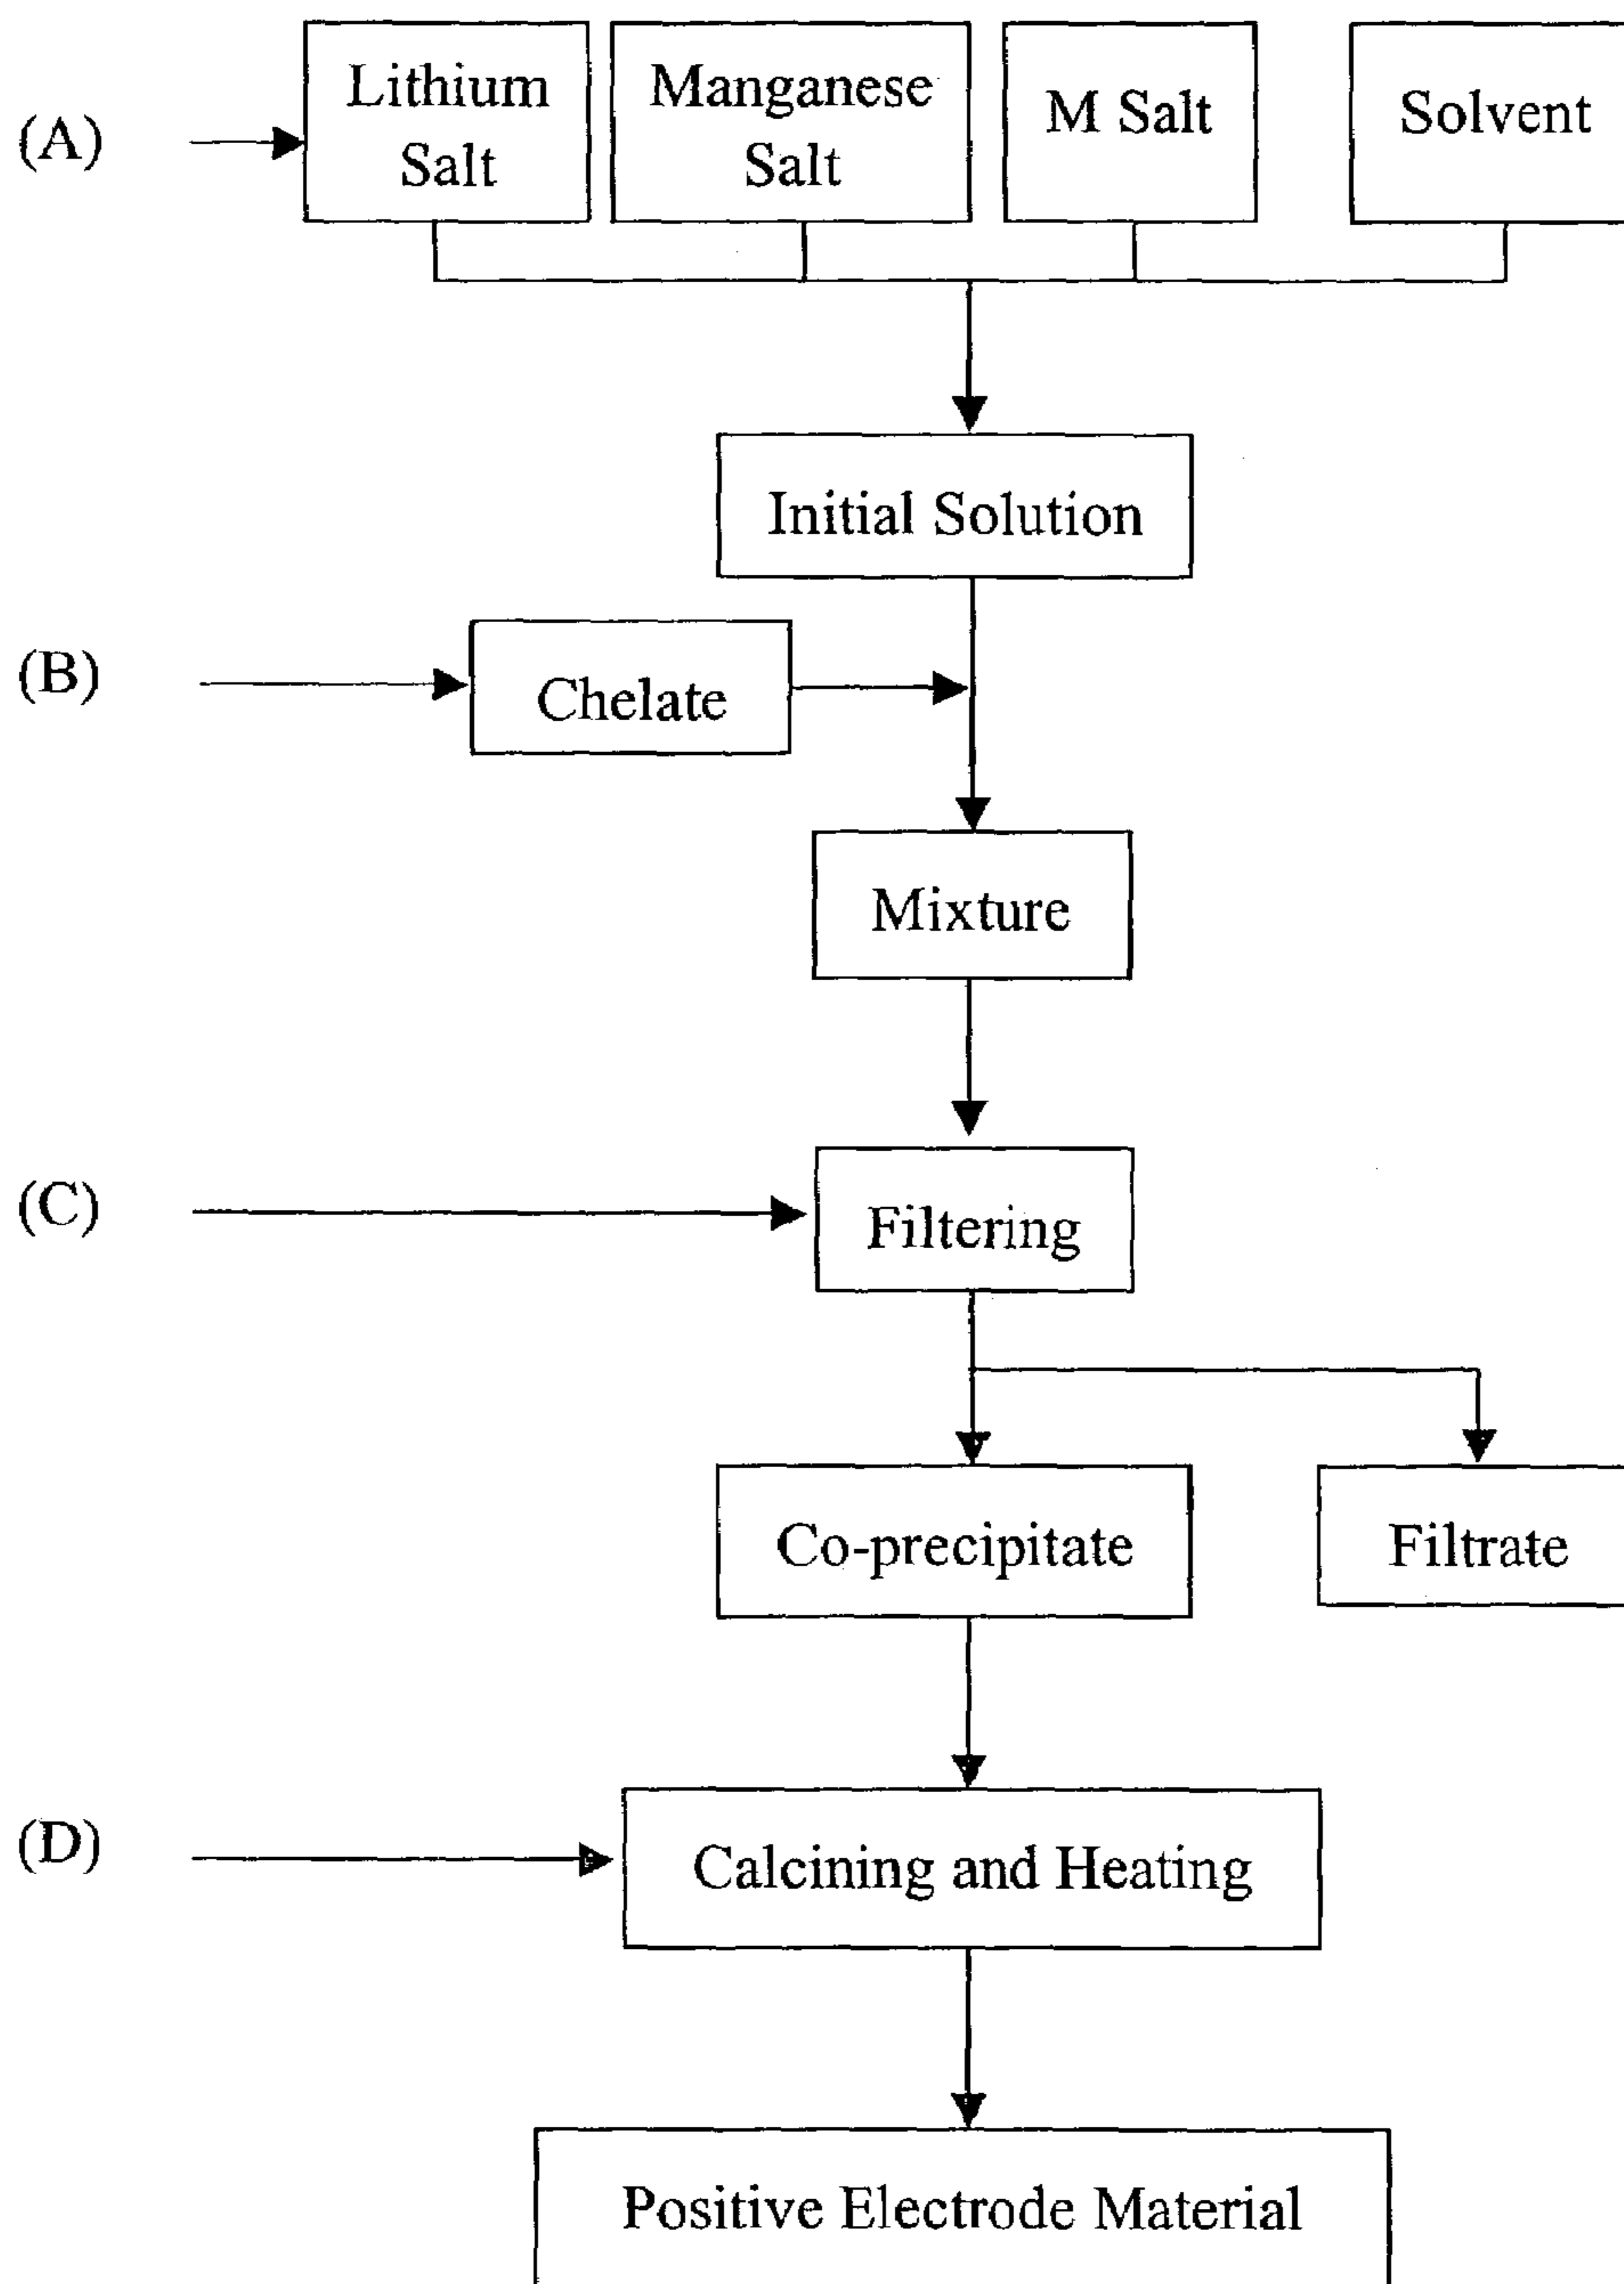 (A)
Lithium
Salt
Manganese
Salt
M Salt
Solvent
Initial Solution
(B)
Chelate
Mixture
(C)
Filtering
Co-precipitate
Filtrate
(D)
Calcining and Heating
Positive Electrode Material